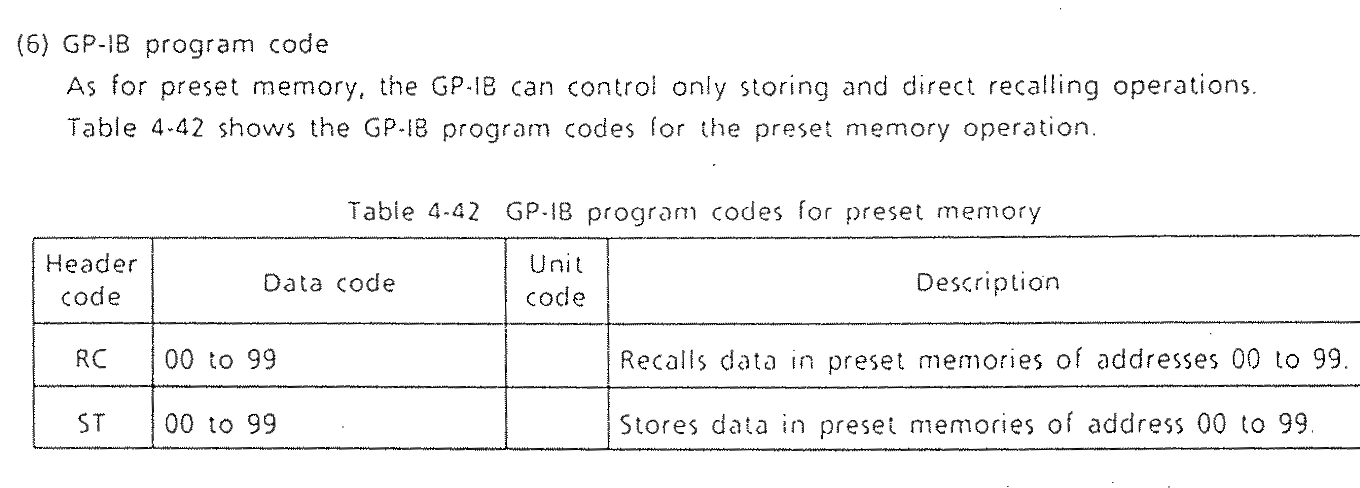 (6) GP-IB program code
As for preset memory, the GP-IB can control only storing and direct recalling operations.
Table 4-42 shows the GP-IB program codes for the preset memory operation.
Table 4-42 GP-IB program codes for preset memory
Header code Data code Unit code Description
RC 00 to 99 Recalls data in preset memories of addresses 00 to 99.
ST 00 to 99 Stores data in preset memories of address 00 to 99.